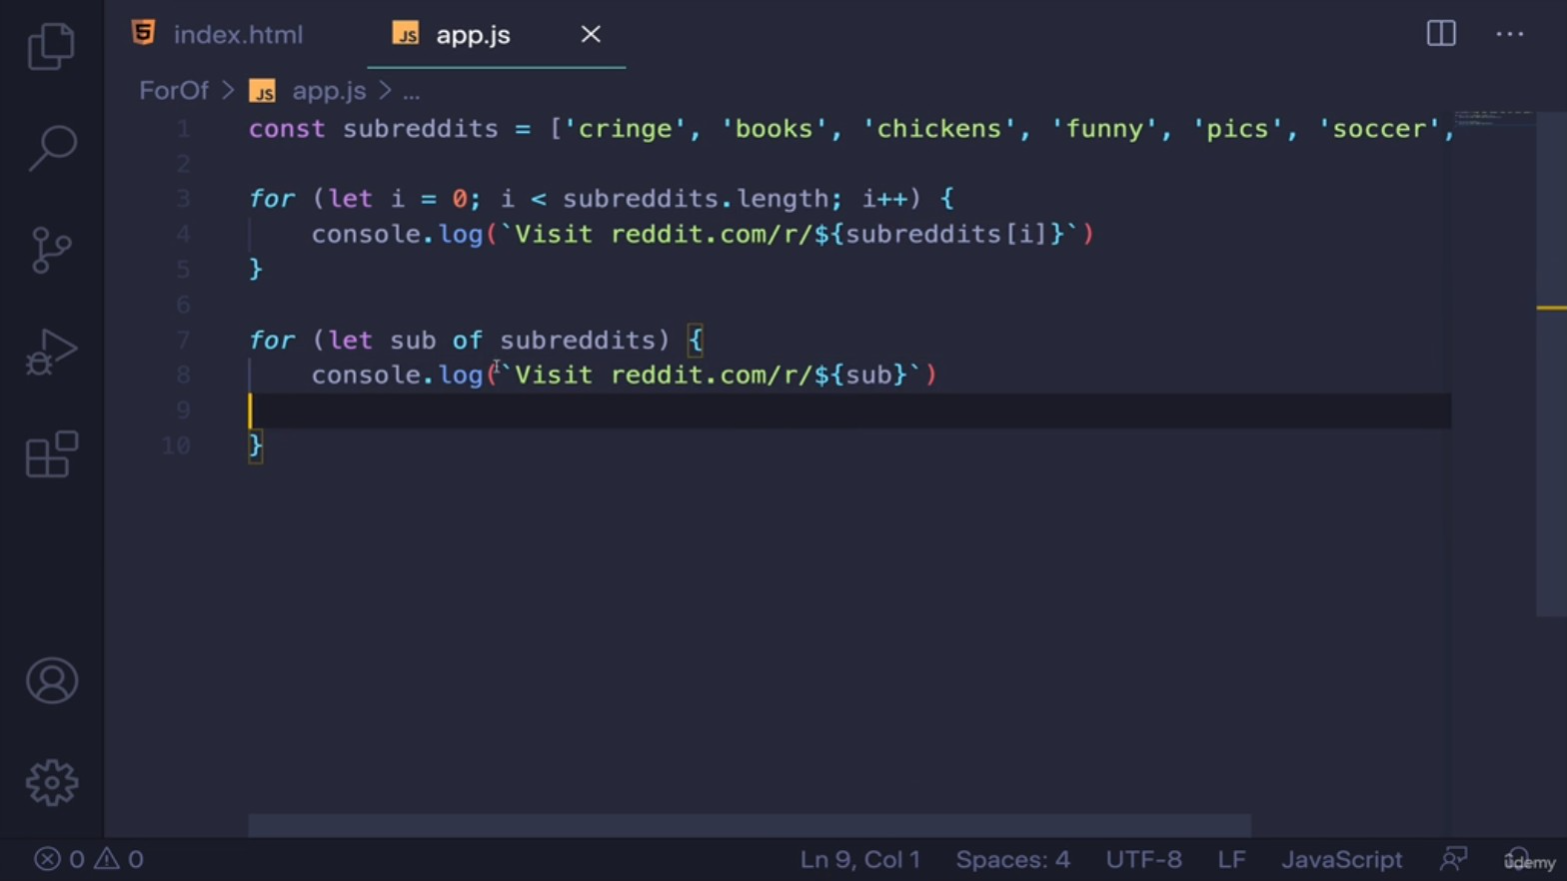 index.html
JS app.js
ForOf > JS app.js > ...
1 const subreddits = ['cringe', 'books', 'chickens', 'funny', 'pics', 'soccer',
2
3 for (let i = 0; i < subreddits.length; i++) {
4 console.log(`Visit reddit.com/r/${subreddits[i]}`)
5 }
6
7 for (let sub of subreddits) {
8 console.log(`Visit reddit.com/r/${sub}`)
9
10 }
0 0 Ln 9, Col 1 Spaces: 4 UTF-8 LF JavaScript
udemy